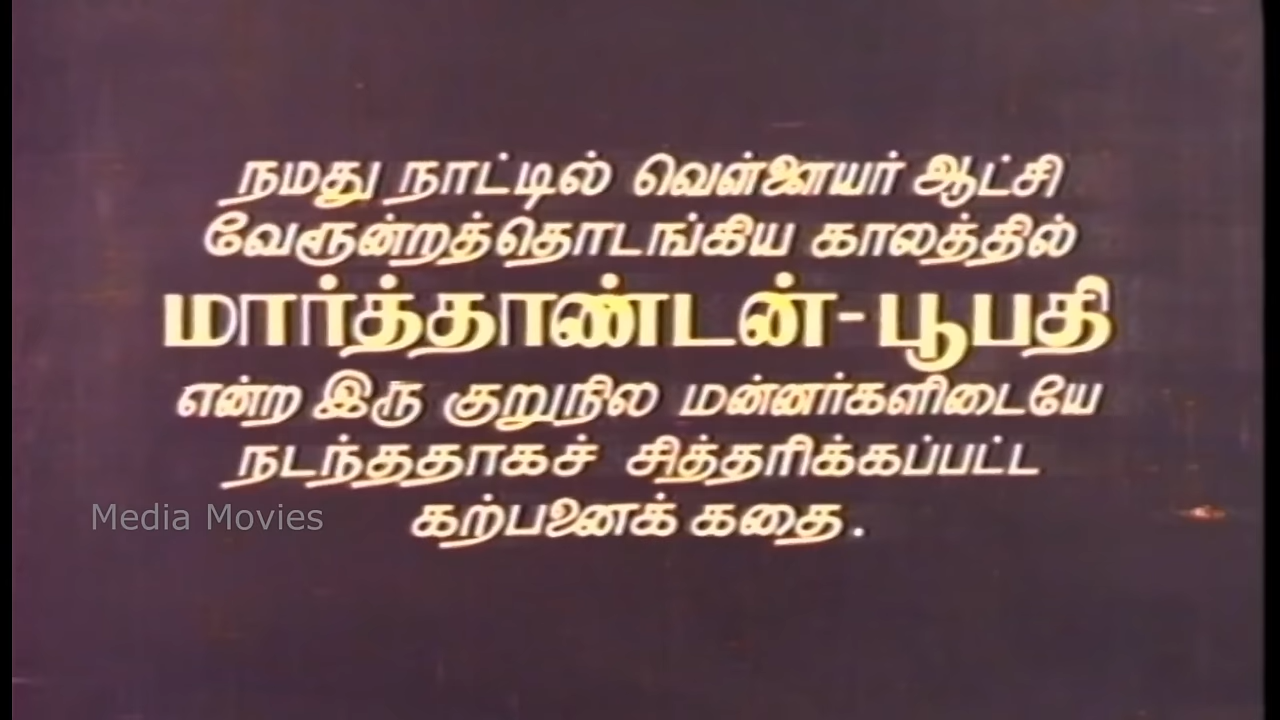 நமது நாட்டில் வெள்ளையர் ஆட்சி
வேரூன்றத்தொடங்கிய காலத்தில்
மார்த்தாண்டன்-பூபதி
என்ற இரு குறுநில மன்னர்களிடையே
நடந்ததாகச் சித்தரிக்கப்பட்ட
கற்பனைக் கதை.
Media Movies